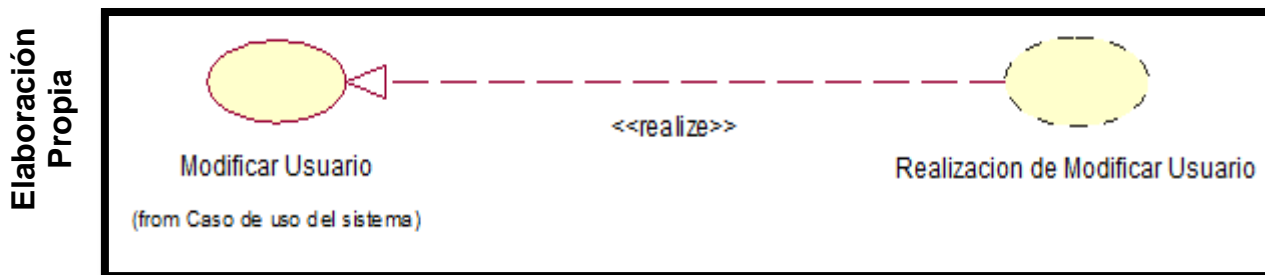 Elaboración
Propia
<<realize>>
Modificar Usuario
Realizacion de Modificar Usuario
(from Caso de uso del sistema)